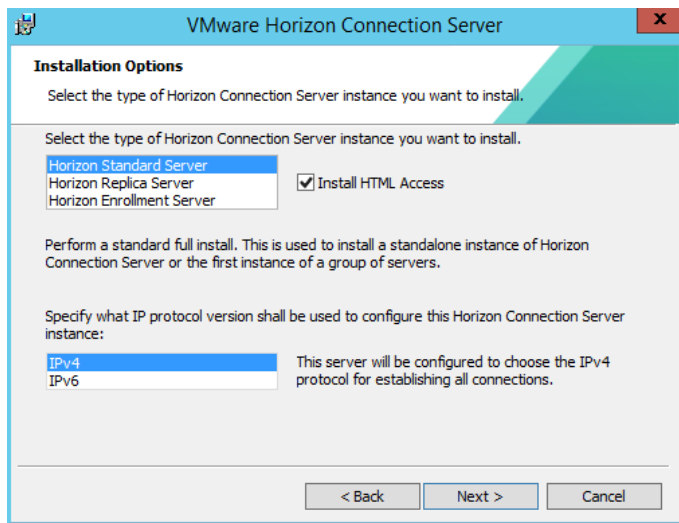 VMware Horizon Connection Server
x
Installation Options
Select the type of Horizon Connection Server instance you want to install.
Select the type of Horizon Connection Server instance you want to install.
Horizon Standard Server
Horizon Replica Server
Horizon Enrollment Server
Install HTML Access
Perform a standard full install. This is used to install a standalone instance of Horizon
Connection Server or the first instance of a group of servers.
Specify what IP protocol version shall be used to configure this Horizon Connection Server
instance:
IPv4
IPv6
This server will be configured to choose the IPv4
protocol for establishing all connections.
< Back
Next >
Cancel